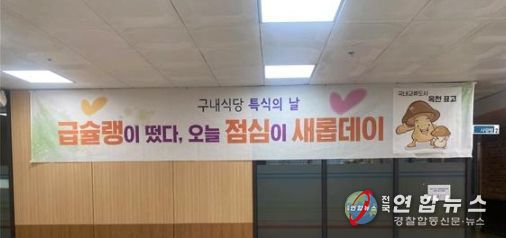 구내식당 특식의 날
급슐랭이 떴다, 오늘 점심이 새롭데이
국내교류도시
옥천 표고
전국 연합뉴스
경찰합동신문·뉴스